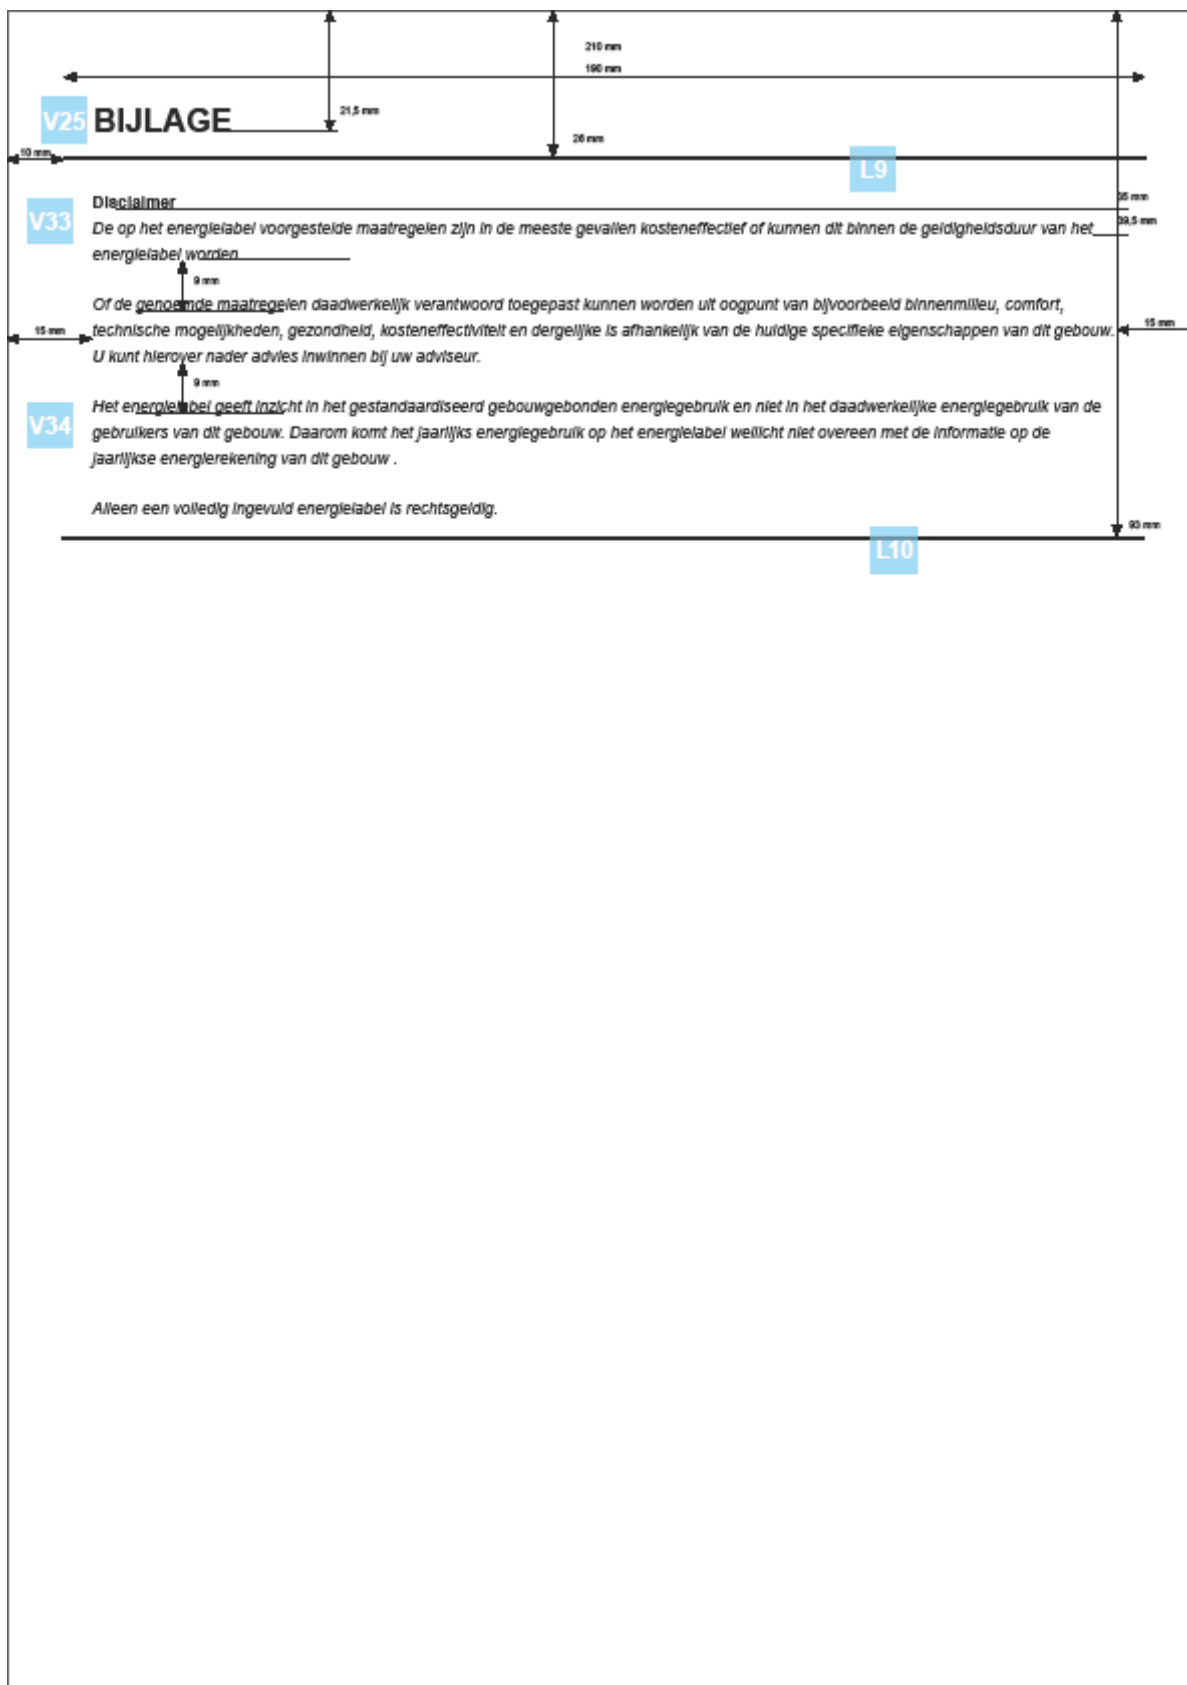 210 mm
190 mm
V25 BIJLAGE
21,5 mm
26 mm
10 mm
L9
Disclaimer
35 mm
V33
De op het energielabel voorgestelde maatregelen zijn in de meeste gevallen kosteneffectief of kunnen dit binnen de geldigheidsduur van het
39,5 mm
energielabel worden
9 mm
Of de genoemde maatregelen daadwerkelijk verantwoord toegepast kunnen worden uit oogpunt van bijvoorbeeld binnenmilieu, comfort,
15 mm
technische mogelijkheden, gezondheid, kosteneffectiviteit en dergelijke is afhankelijk van de huidige specifieke eigenschappen van dit gebouw.
15 mm
U kunt hierover nader advies inwinnen bij uw adviseur.
9 mm
Het energielabel geeft inzicht in het gestandaardiseerd gebouwgebonden energiegebruik en niet in het daadwerkelijke energiegebruik van de
V34
gebruikers van dit gebouw. Daarom komt het jaarlijks energiegebruik op het energielabel wellicht niet overeen met de informatie op de
jaarlijkse energierekening van dit gebouw .
Alleen een volledig ingevuld energielabel is rechtsgeldig.
93 mm
L10